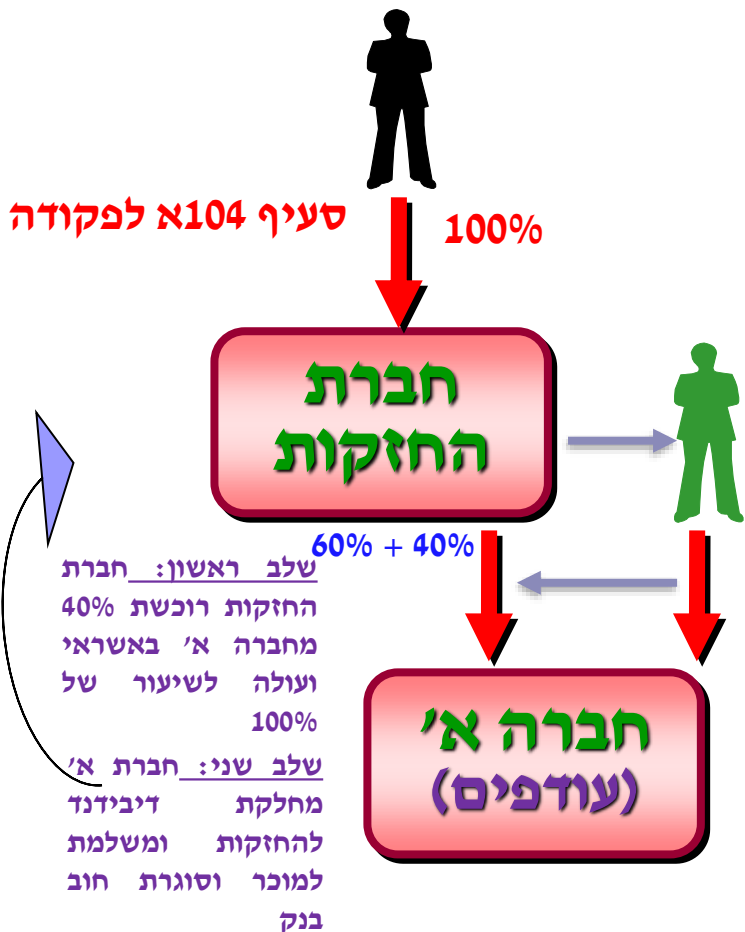 סעיף 104א לפקודה
100%
חברת
החזקות
60% + 40%
שלב ראשון: חברת
החזקות רוכשת 40%
מחברה א' באשראי
ועולה לשיעור של
100%
שלב שני: חברת א'
מחלקת דיבידנד
להחזקות ומשלמת
למוכר וסוגרת חוב
בנק
חברה א'
(עודפים)